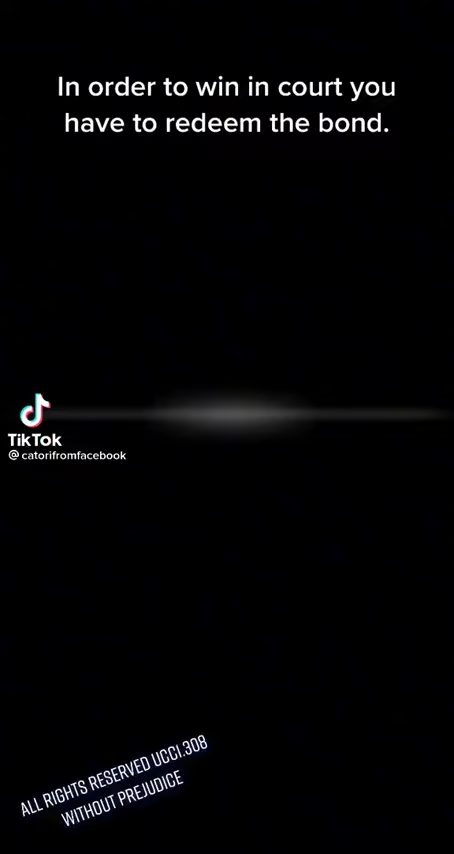 In order to win in court you
have to redeem the bond.
TikTok
@catorifromfacebook
ALL RIGHTS RESERVED UCC1.308
WITHOUT PREJUDICE